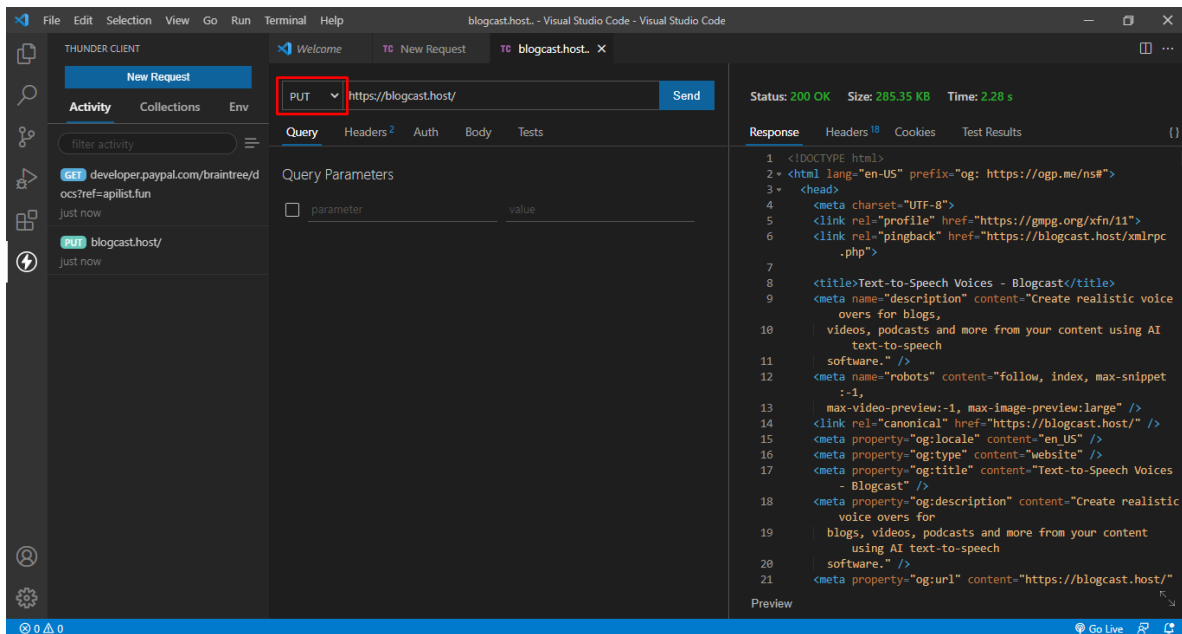 File Edit Selection View Go Run Terminal Help blogcast.host.. - Visual Studio Code - Visual Studio Code
THUNDER CLIENT
New Request
Activity Collections Env
filter activity
GET developer.paypal.com/braintree/d
ocs?ref=apilist.fun
just now
PUT blogcast.host/
just now
Welcome TC New Request TC blogcast.host..
PUT https://blogcast.host/ Send
Query Headers 2 Auth Body Tests
Query Parameters
parameter value
Status: 200 OK Size: 285.35 KB Time: 2.28 s
Response Headers 18 Cookies Test Results {}
1 <!DOCTYPE html>
2 <html lang="en-US" prefix="og: https://ogp.me/ns#">
3 <head>
4 <meta charset="UTF-8">
5 <link rel="profile" href="https://gmpg.org/xfn/11">
6 <link rel="pingback" href="https://blogcast.host/xmlrpc
.php">
7
8 <title>Text-to-Speech Voices - Blogcast</title>
9 <meta name="description" content="Create realistic voice
overs for blogs,
10 videos, podcasts and more from your content using AI
text-to-speech
11 software." />
12 <meta name="robots" content="follow, index, max-snippet
:-1,
13 max-video-preview:-1, max-image-preview:large" />
14 <link rel="canonical" href="https://blogcast.host/" />
15 <meta property="og:locale" content="en_US" />
16 <meta property="og:type" content="website" />
17 <meta property="og:title" content="Text-to-Speech Voices
- Blogcast" />
18 <meta property="og:description" content="Create realistic
voice overs for
19 blogs, videos, podcasts and more from your content
using AI text-to-speech
20 software." />
21 <meta property="og:url" content="https://blogcast.host/"
Preview
0 0 Go Live